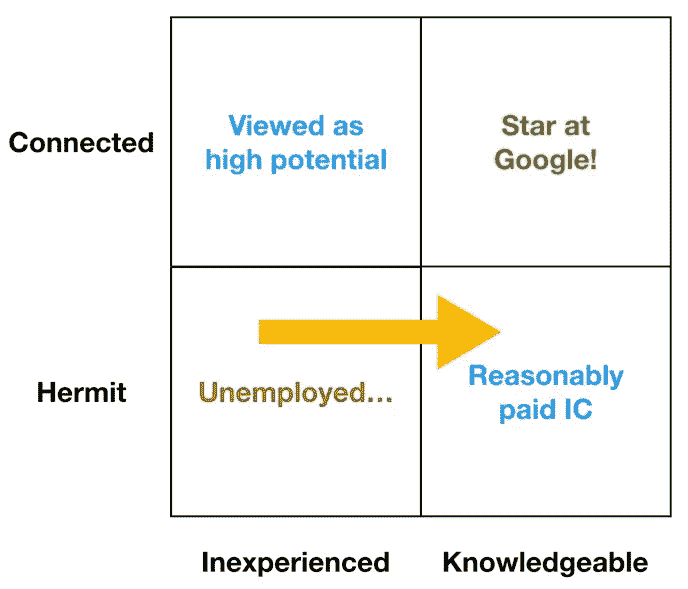 Connected
Viewed as
high potential
Star at
Google!
Hermit
Unemployed...
Reasonably
paid IC
Inexperienced
Knowledgeable